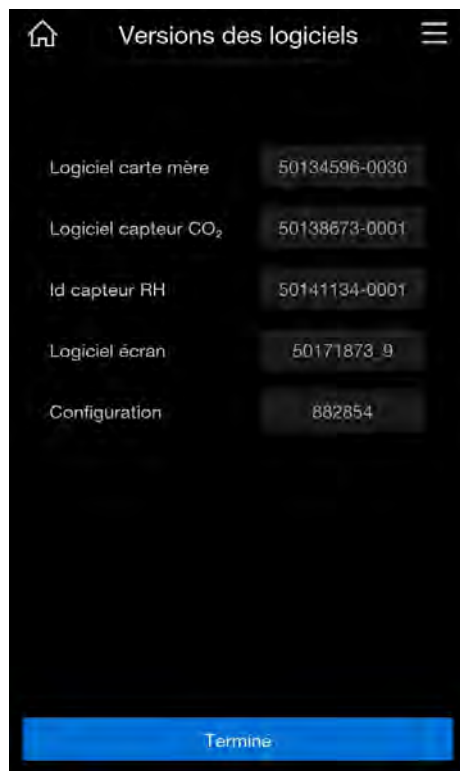 Versions des logiciels
Logiciel carte mère 50134596-0030
Logiciel capteur CO₂ 50138673-0001
Id capteur RH 50141134-0001
Logiciel écran 50171873_9
Configuration 882854
Termine